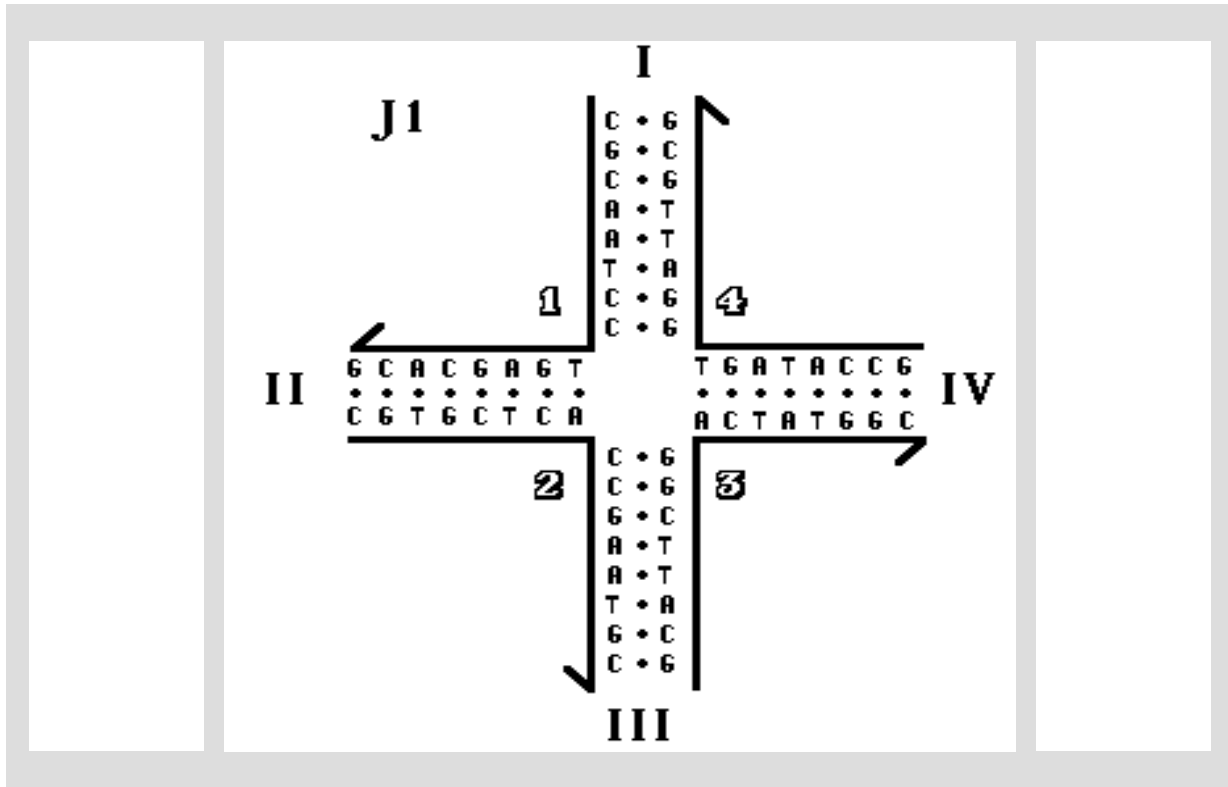 I
J1
C • G
G • C
C • G
A • T
A • T
T • A
C • G
C • G
1
4
G C A C G A G T
• • • • • • • •
C G T G C T C A
II
T G A T A C C G
• • • • • • • •
A C T A T G G C
IV
2
3
C • G
C • G
G • C
A • T
A • T
T • A
G • C
C • G
III